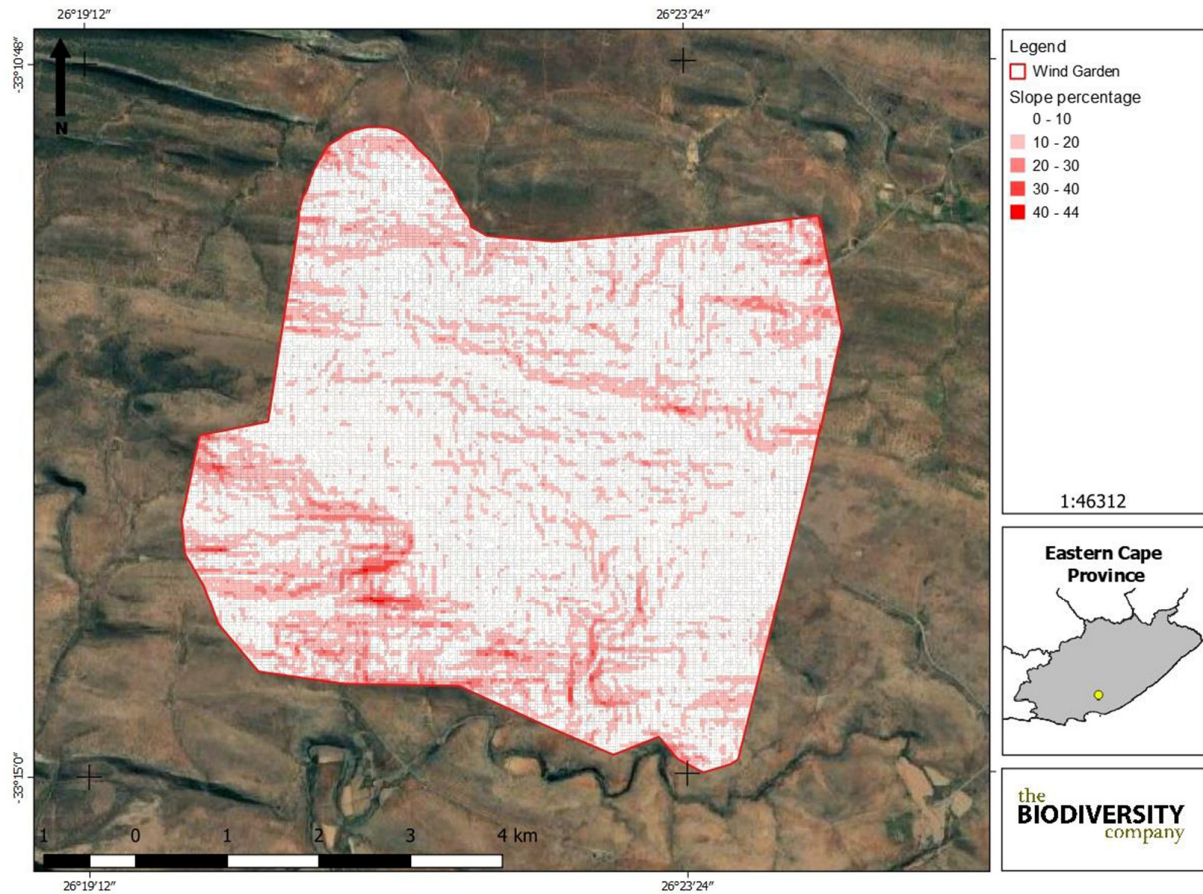 26°19′12″
26°23′24″
-33°10′48″
N
-33°15′0″
1 0 1 2 3 4 km
26°19′12″
26°23′24″
Legend
Wind Garden
Slope percentage
0 - 10
10 - 20
20 - 30
30 - 40
40 - 44
1:46312
Eastern Cape
Province
the
BIODIVERSITY
company